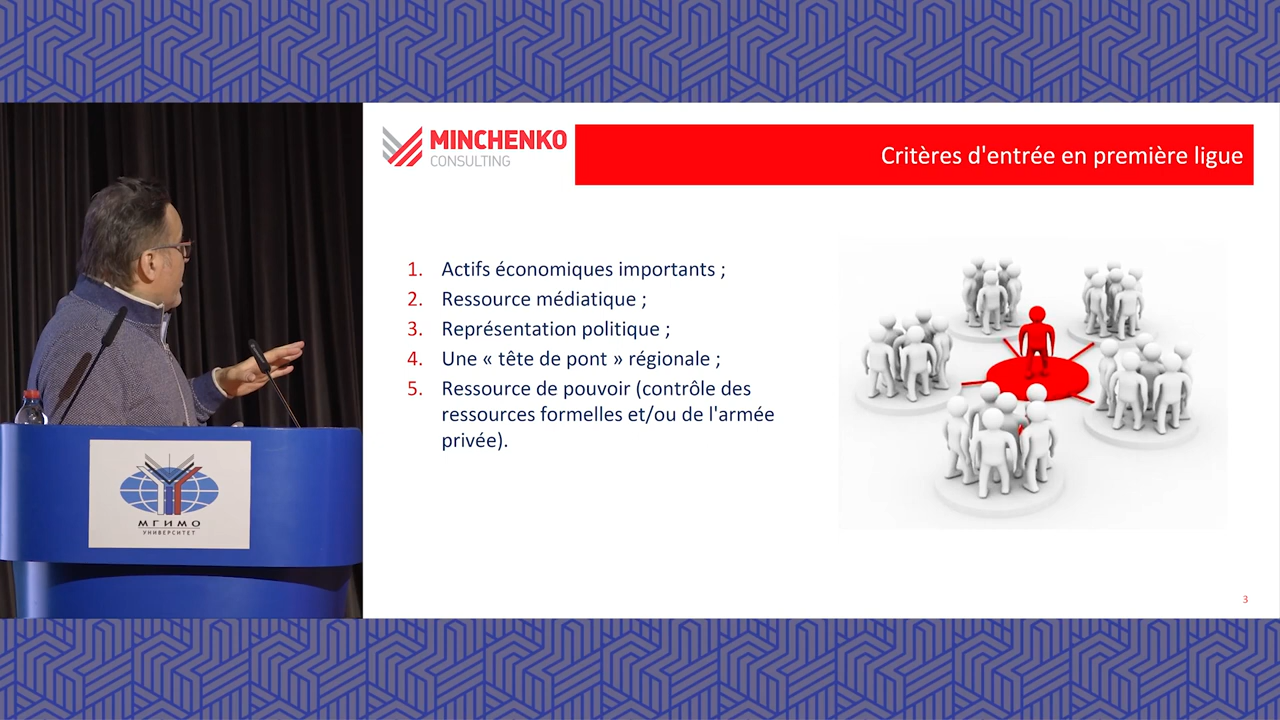 MINCHENKO
CONSULTING
Critères d'entrée en première ligue
1. Actifs économiques importants ;
2. Ressource médiatique ;
3. Représentation politique ;
4. Une « tête de pont » régionale ;
5. Ressource de pouvoir (contrôle des
ressources formelles et/ou de l'armée
privée).
МГИМО
УНИВЕРСИТЕТ
3